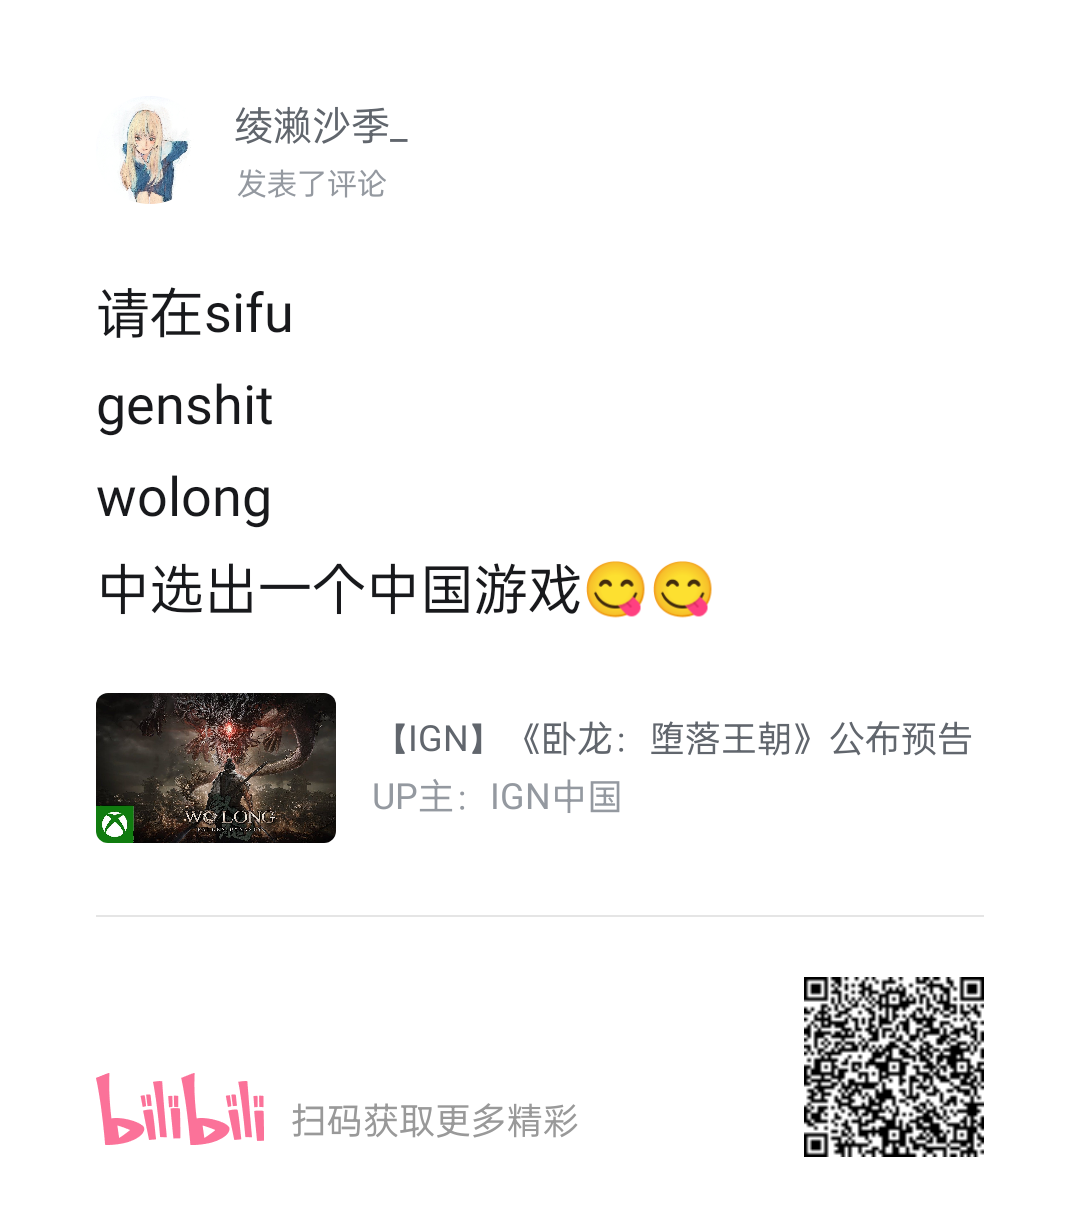 绫濑沙季_
发表了评论
请在sifu
genshit
wolong
中选出一个中国游戏😋😋
【IGN】《卧龙：堕落王朝》公布预告
UP主：IGN中国
WO LONG
bilibili 扫码获取更多精彩